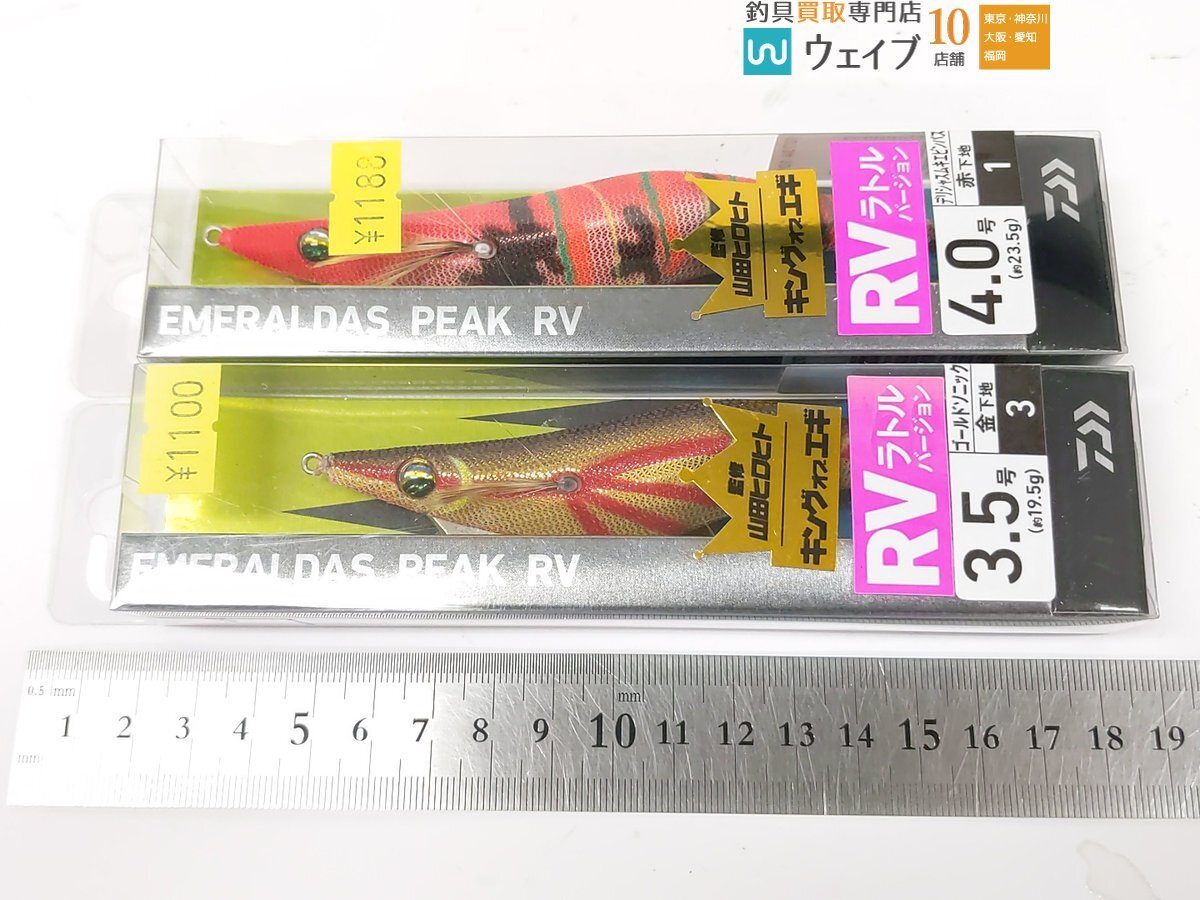 釣具買取専門店
ウェイブ
10
店舗
東京・神奈川
大阪・愛知
福岡
¥1188
EMERALDAS PEAK RV
監修
山田ヒロヒト
キングオブエギ
RV ラトル
バージョン
赤下地
1
4.0号
(約23.5g)
¥1100
EMERALDAS PEAK RV
監修
山田ヒロヒト
キングオブエギ
RV ラトル
バージョン
ゴールドソニック
金下地
3
3.5号
(約19.5g)
0.5 mm
mm
mm
1 2 3 4 5 6 7 8 9 10 11 12 13 14 15 16 17 18 19